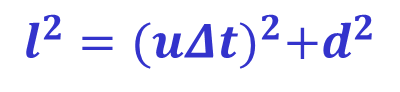 l² = (uΔt)²+d²